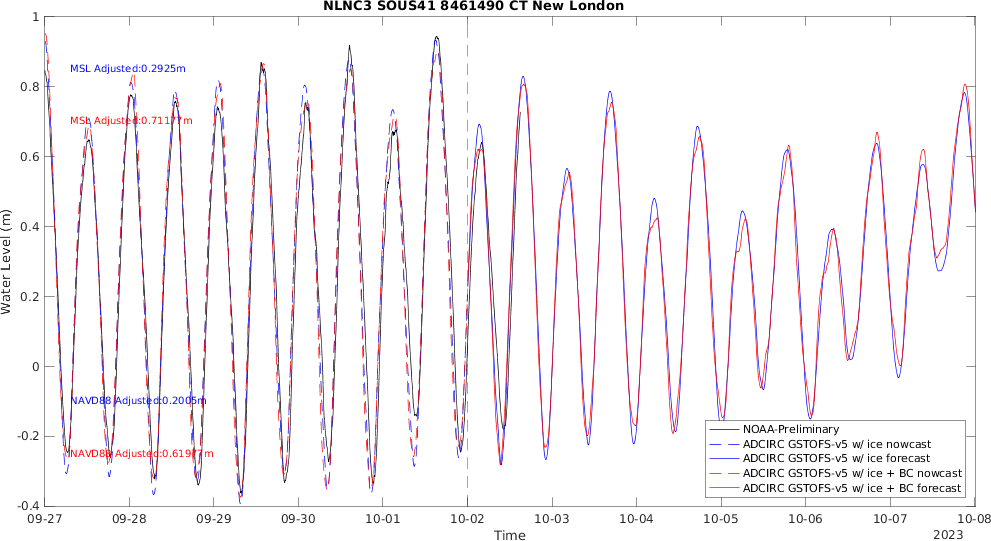 NLNC3 SOUS41 8461490 CT New London
1
0.8
0.6
0.4
0.2
0
-0.2
-0.4
Water Level (m)
MSL Adjusted:0.2925m
MSL Adjusted:0.71177m
NAVD88 Adjusted:0.2005m
NAVD88 Adjusted:0.61977m
NOAA-Preliminary
ADCIRC GSTOFS-v5 w/ ice nowcast
ADCIRC GSTOFS-v5 w/ ice forecast
ADCIRC GSTOFS-v5 w/ ice + BC nowcast
ADCIRC GSTOFS-v5 w/ ice + BC forecast
09-27 09-28 09-29 09-30 10-01 10-02 10-03 10-04 10-05 10-06 10-07 10-08
Time
2023